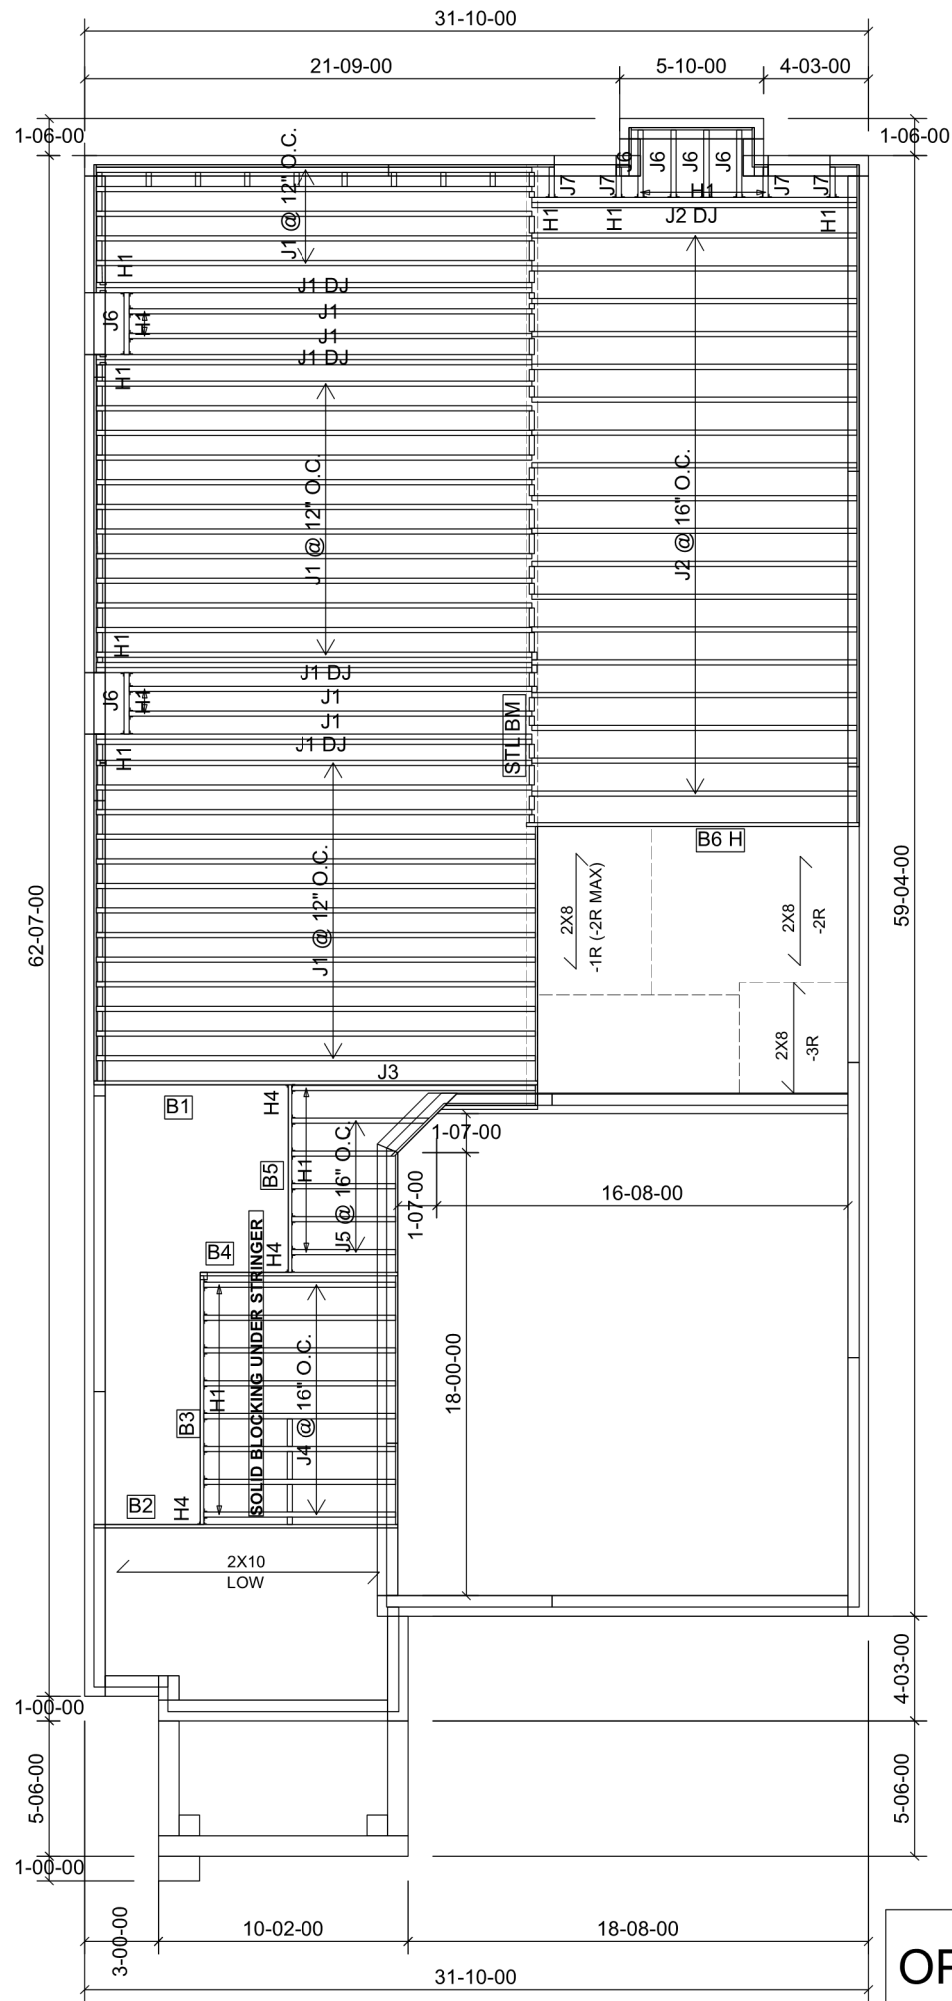 31-10-00
21-09-00
5-10-00
4-03-00
1-06-00
1-06-00
J1 @ 12" O.C.
J6
J6
J6
J6
J7
J7
J7
J7
H1
H1
H1
H1
J2 DJ
H1
J1 DJ
J6
H1
J1
J1
J1 DJ
H1
J1 @ 12" O.C.
J2 @ 16" O.C.
H1
J1 DJ
J6
H1
J1
J1
J1 DJ
H1
STL BM
B6 H
J1 @ 12" O.C.
62-07-00
59-04-00
2X8
-1R (-2R MAX)
2X8
-2R
2X8
-3R
J3
B1
H4
B5
H1
J5 @ 16" O.C.
1-07-00
1-07-00
16-08-00
B4
H4
SOLID BLOCKING UNDER STRINGER
H1
J4 @ 16" O.C.
18-00-00
B3
B2
H4
2X10
LOW
4-03-00
1-00-00
5-06-00
5-06-00
1-00-00
3-00-00
10-02-00
18-08-00
31-10-00